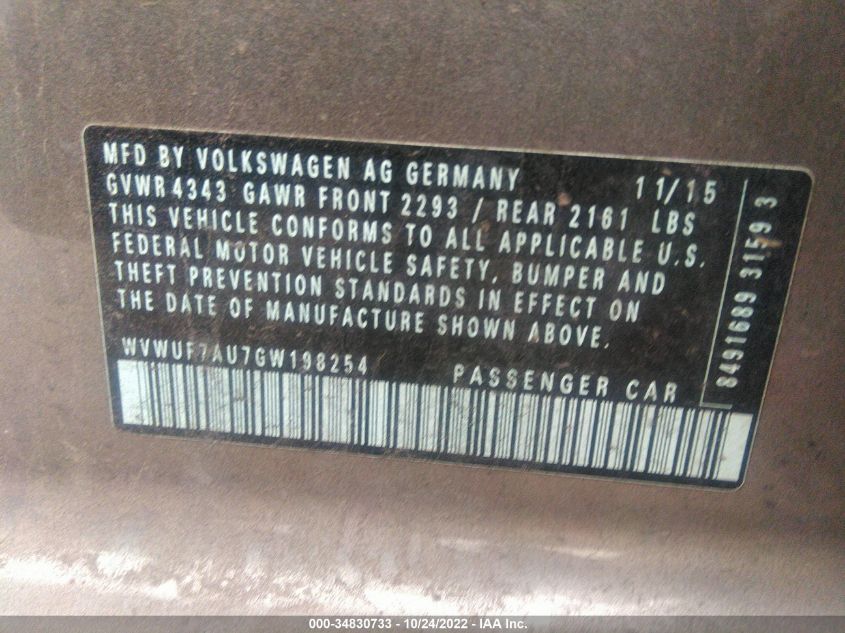 MFD BY VOLKSWAGEN AG GERMANY 11/15
GVWR 4343 GAWR FRONT 2293 / REAR 2161 LBS
THIS VEHICLE CONFORMS TO ALL APPLICABLE U.S.
FEDERAL MOTOR VEHICLE SAFETY, BUMPER AND
THEFT PREVENTION STANDARDS IN EFFECT ON
THE DATE OF MANUFACTURE SHOWN ABOVE.
WVWUF7AU7GW198254 PASSENGER CAR
8491689 3159 3
000-34830733 - 10/24/2022 - IAA Inc.